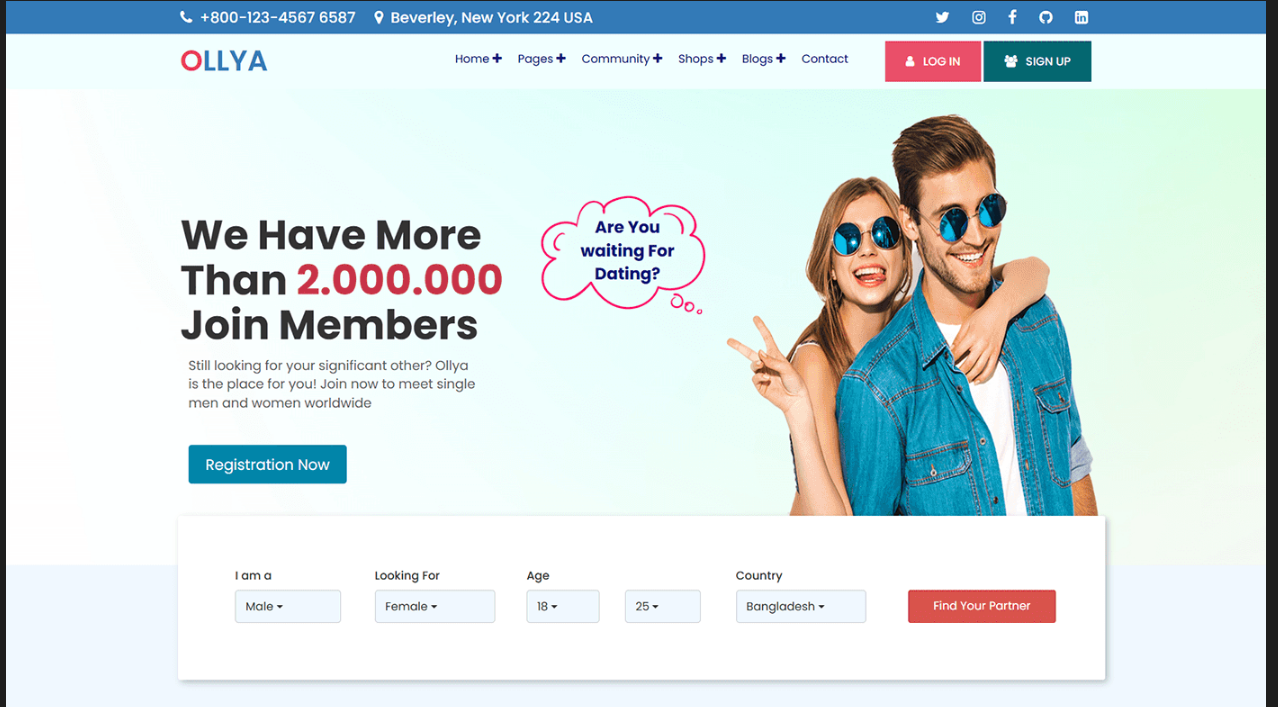 +800-123-4567 6587 Beverley, New York 224 USA
OLLYA
Home Pages Community Shops Blogs Contact
LOG IN SIGN UP
We Have More
Than 2.000.000
Join Members
Still looking for your significant other? Ollya
is the place for you! Join now to meet single
men and women worldwide
Registration Now
Are You
waiting For
Dating?
I am a Looking For Age Country
Male Female 18 25 Bangladesh Find Your Partner